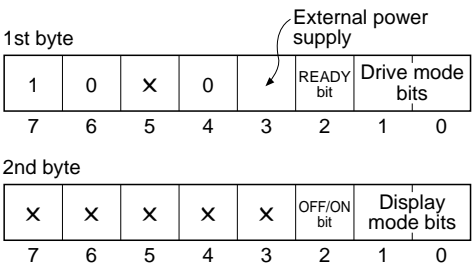 External power
supply
1st byte
1 0 × 0 READY bit Drive mode bits
7 6 5 4 3 2 1 0
2nd byte
× × × × × OFF/ON bit Display mode bits
7 6 5 4 3 2 1 0